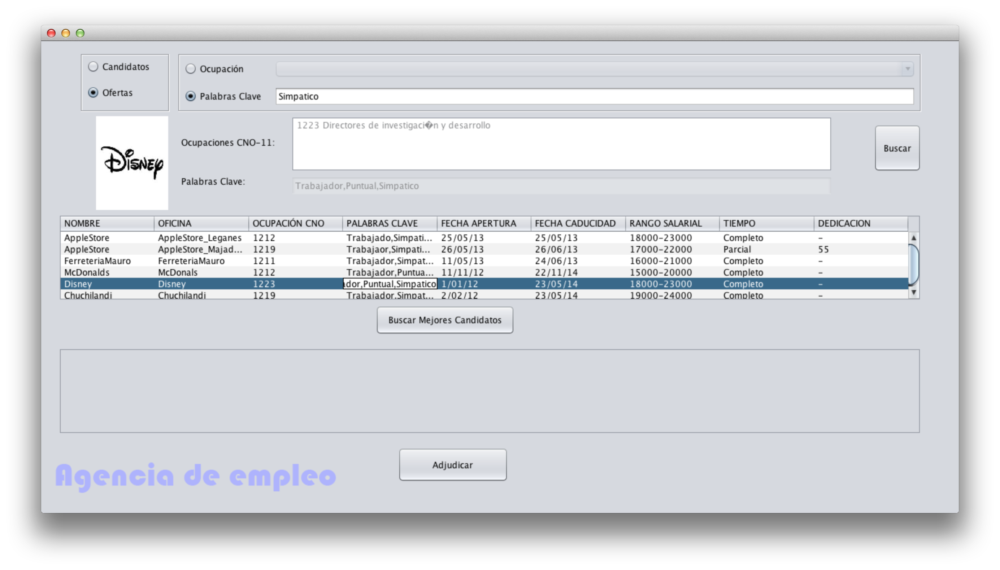 Candidatos
Ofertas
Ocupación
Palabras Clave Simpatico
Disney
Ocupaciones CNO-11: 1223 Directores de investigaci�n y desarrollo
Buscar
Palabras Clave: Trabajador,Puntual,Simpatico
NOMBRE OFICINA OCUPACIÓN CNO PALABRAS CLAVE FECHA APERTURA FECHA CADUCIDAD RANGO SALARIAL TIEMPO DEDICACION
AppleStore AppleStore_Leganes 1212 Trabajado,Simpati... 25/05/13 25/05/13 18000-23000 Completo -
AppleStore AppleStore_Majad... 1219 Trabajaor,Simpati... 26/05/13 26/06/13 17000-22000 Parcial 55
FerreteriaMauro FerreteriaMauro 1211 Trabajador,Simpat... 11/05/13 24/06/13 16000-21000 Completo -
McDonalds McDonals 1212 Trabajador,Puntua... 11/11/12 22/11/14 15000-20000 Completo -
Disney Disney 1223 dor,Puntual,Simpatico 1/01/12 23/05/14 18000-23000 Completo -
Chuchilandi Chuchilandi 1219 Trabajador,Simpat... 2/02/12 23/05/14 19000-24000 Completo -
Buscar Mejores Candidatos
Adjudicar
Agencia de empleo